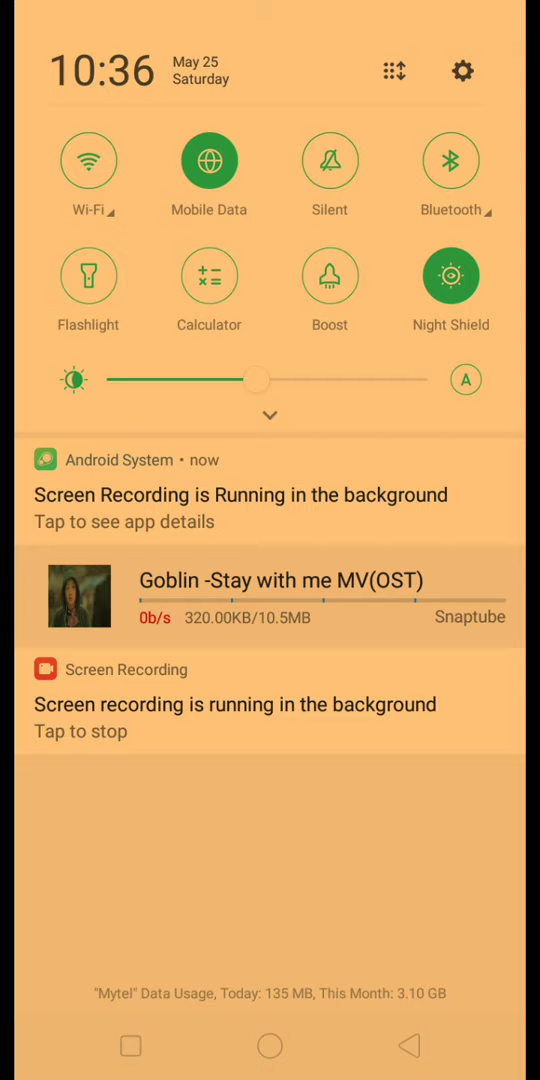 10:36
May 25
Saturday
Wi-Fi
Mobile Data
Silent
Bluetooth
Flashlight
Calculator
Boost
Night Shield
A
Android System • now
Screen Recording is Running in the background
Tap to see app details
Goblin -Stay with me MV(OST)
0b/s 320.00KB/10.5MB Snaptube
Screen Recording
Screen recording is running in the background
Tap to stop
"Mytel" Data Usage, Today: 135 MB, This Month: 3.10 GB